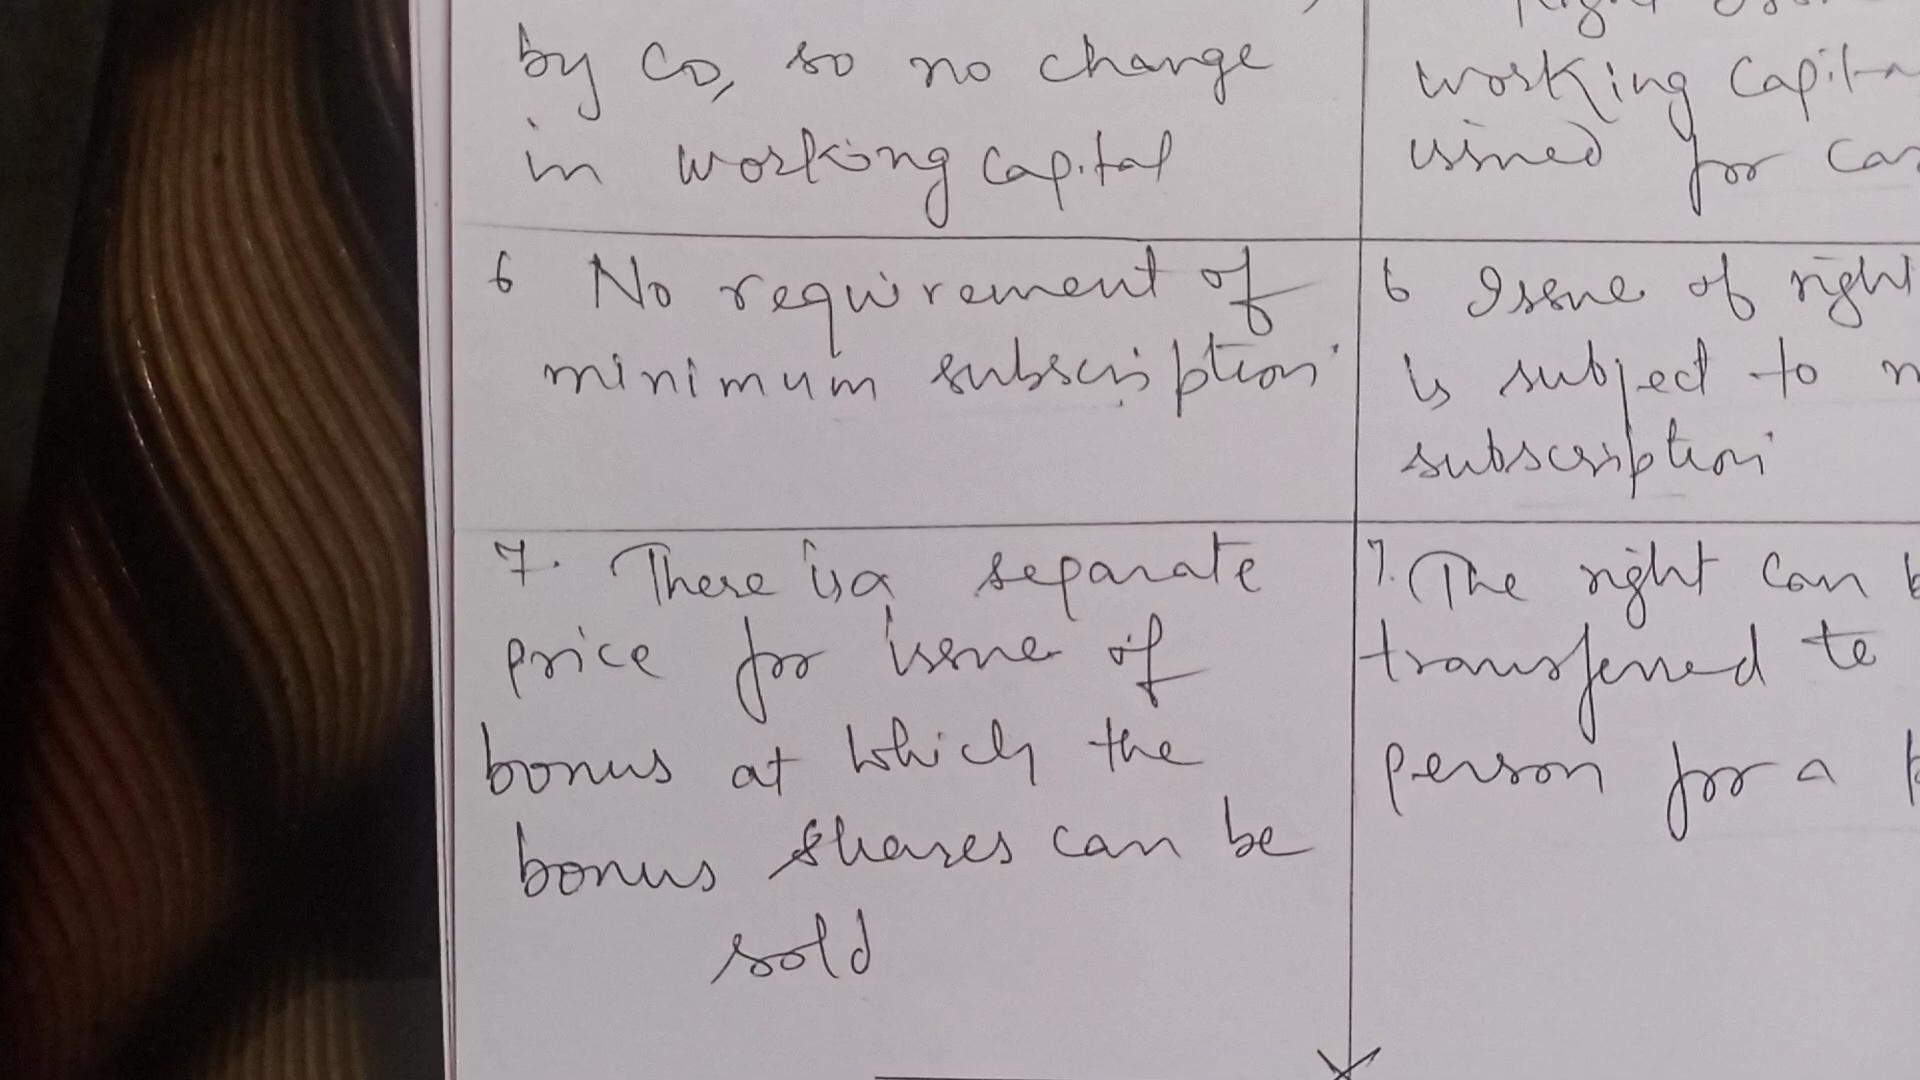 by Co, so no change
in working capital
6 No requirement of
minimum subscription
7. There is a separate
price for issue of
bonus at which the
bonus shares can be
sold
working Capita
issued for Cas
6 Issue of right
is subject to m
subscription
7. The right can b
transferred to
person for a p